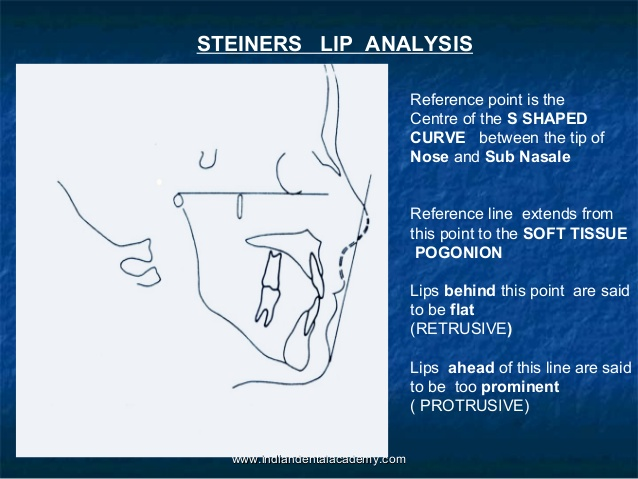 STEINERS LIP ANALYSIS
Reference point is the
Centre of the S SHAPED
CURVE between the tip of
Nose and Sub Nasale
Reference line extends from
this point to the SOFT TISSUE
POGONION
Lips behind this point are said
to be flat
(RETRUSIVE)
Lips ahead of this line are said
to be too prominent
( PROTRUSIVE)
www.indiandentalacademy.com